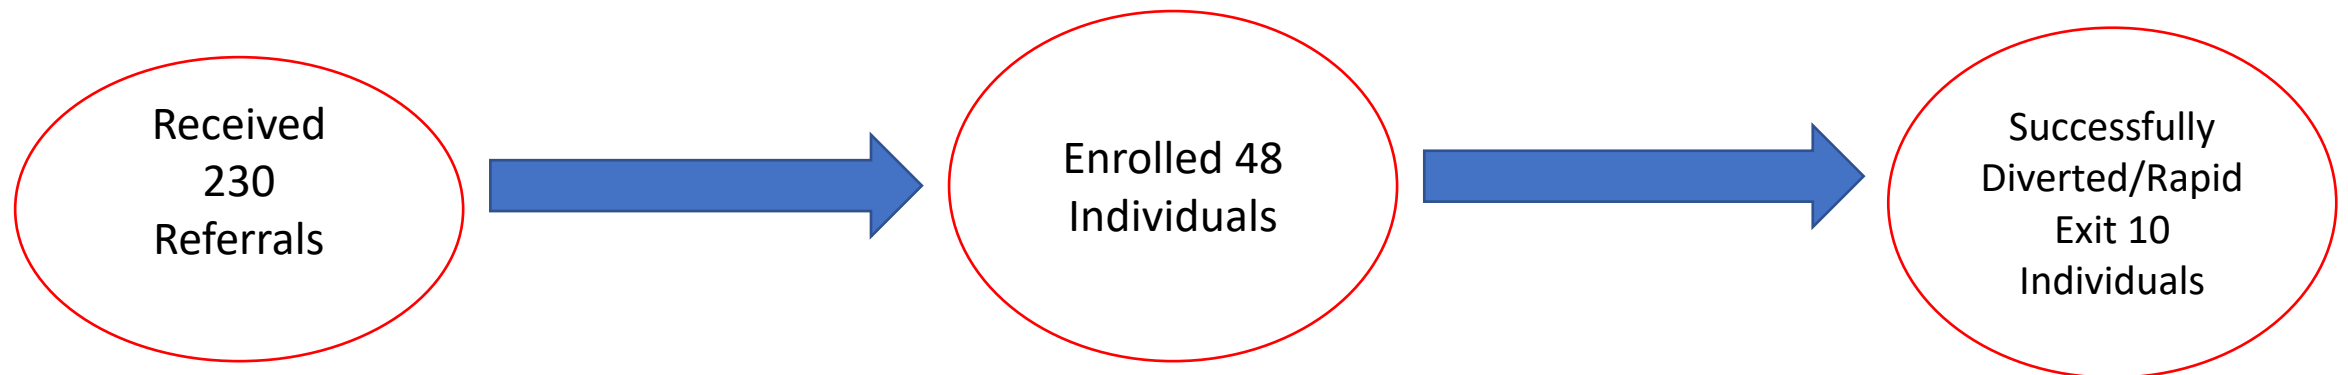 Received
230
Referrals
Enrolled 48
Individuals
Successfully
Diverted/Rapid
Exit 10
Individuals